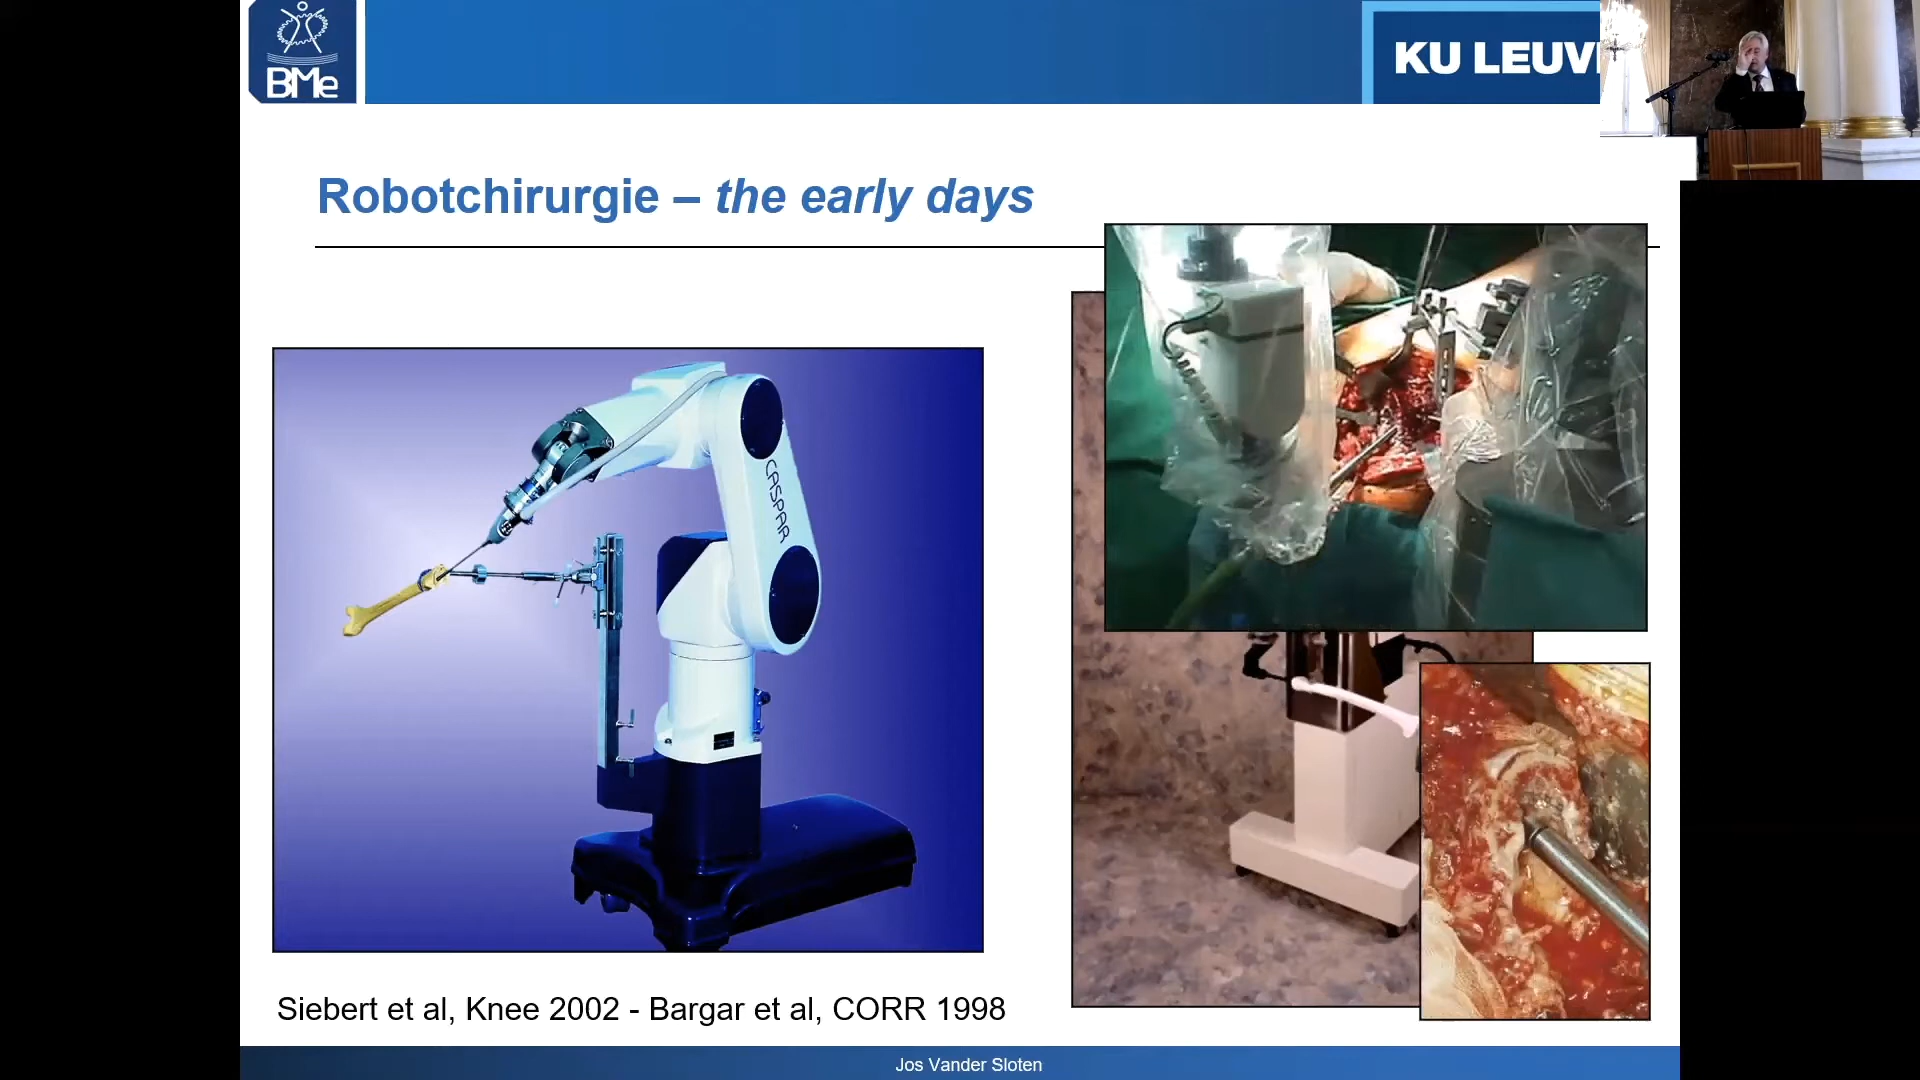 BMe
KU LEUV
Robotchirurgie – the early days
CASPAR
Siebert et al, Knee 2002 - Bargar et al, CORR 1998
Jos Vander Sloten